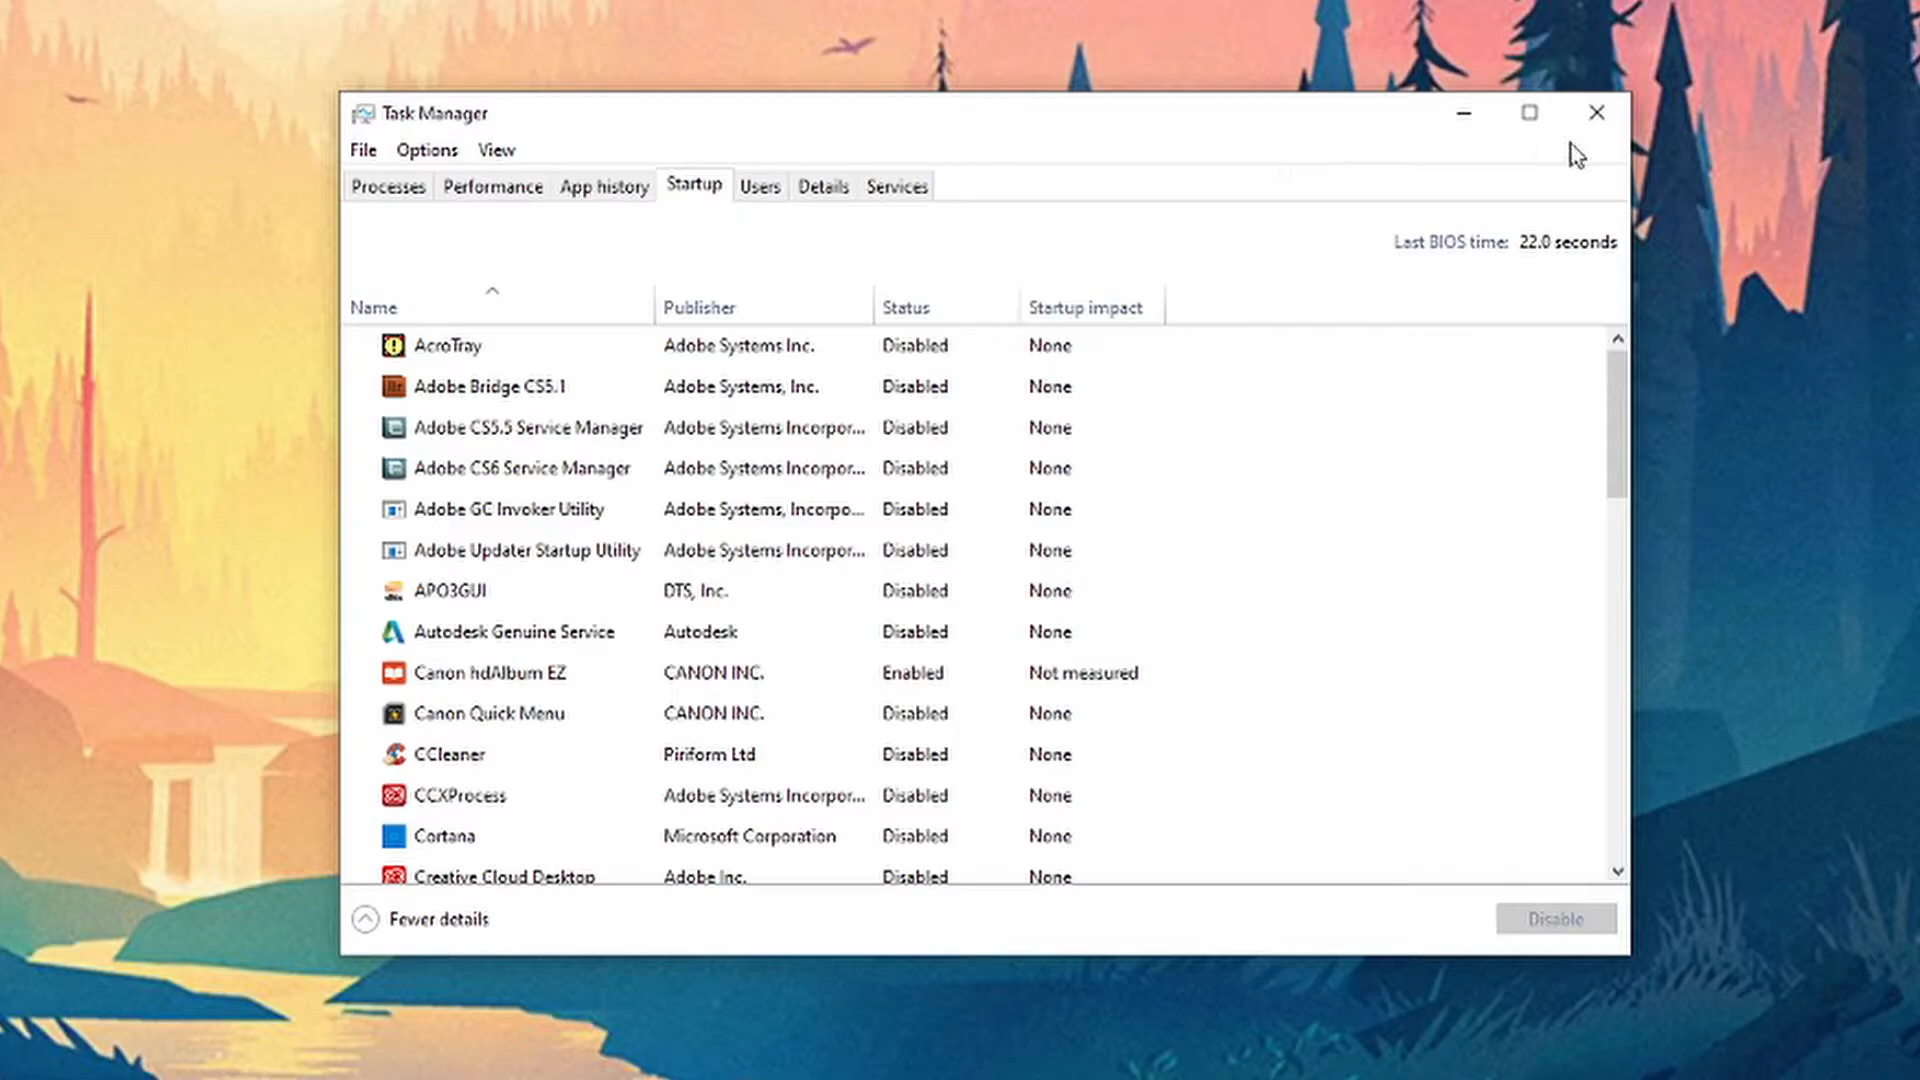 Task Manager
File Options View
Processes Performance App history Startup Users Details Services
Last BIOS time: 22.0 seconds
Name Publisher Status Startup impact
AcroTray Adobe Systems Inc. Disabled None
Adobe Bridge CS5.1 Adobe Systems, Inc. Disabled None
Adobe CS5.5 Service Manager Adobe Systems Incorpor... Disabled None
Adobe CS6 Service Manager Adobe Systems Incorpor... Disabled None
Adobe GC Invoker Utility Adobe Systems, Incorpo... Disabled None
Adobe Updater Startup Utility Adobe Systems Incorpor... Disabled None
APO3GUI DTS, Inc. Disabled None
Autodesk Genuine Service Autodesk Disabled None
Canon hdAlbum EZ CANON INC. Enabled Not measured
Canon Quick Menu CANON INC. Disabled None
CCleaner Piriform Ltd Disabled None
CCXProcess Adobe Systems Incorpor... Disabled None
Cortana Microsoft Corporation Disabled None
Creative Cloud Desktop Adobe Inc. Disabled None
Fewer details Disable